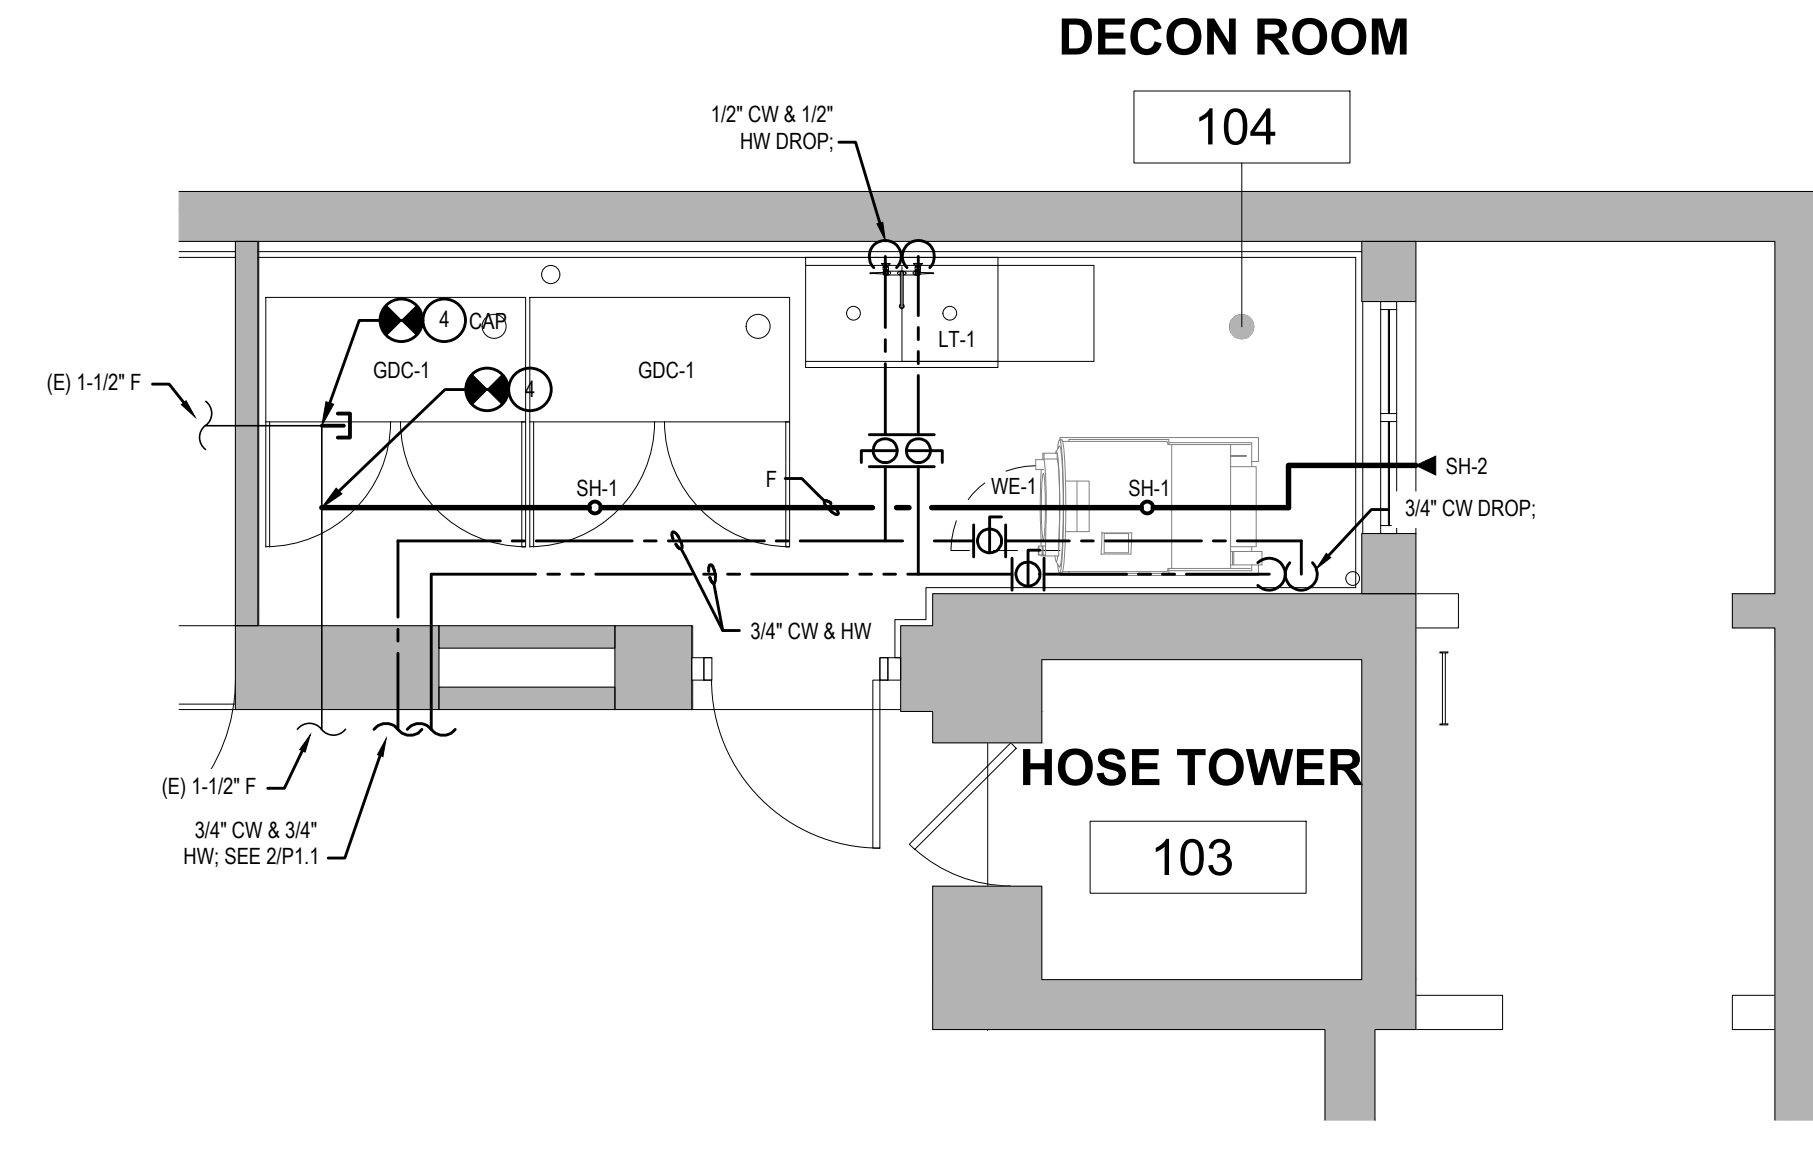 DECON ROOM
104
1/2" CW & 1/2"
HW DROP;
4
CAP
GDC-1
4
GDC-1
LT-1
(E) 1-1/2" F
SH-1
F
WE-1
SH-1
SH-2
3/4" CW DROP;
3/4" CW & HW
(E) 1-1/2" F
3/4" CW & 3/4"
HW; SEE 2/P1.1
HOSE TOWER
103